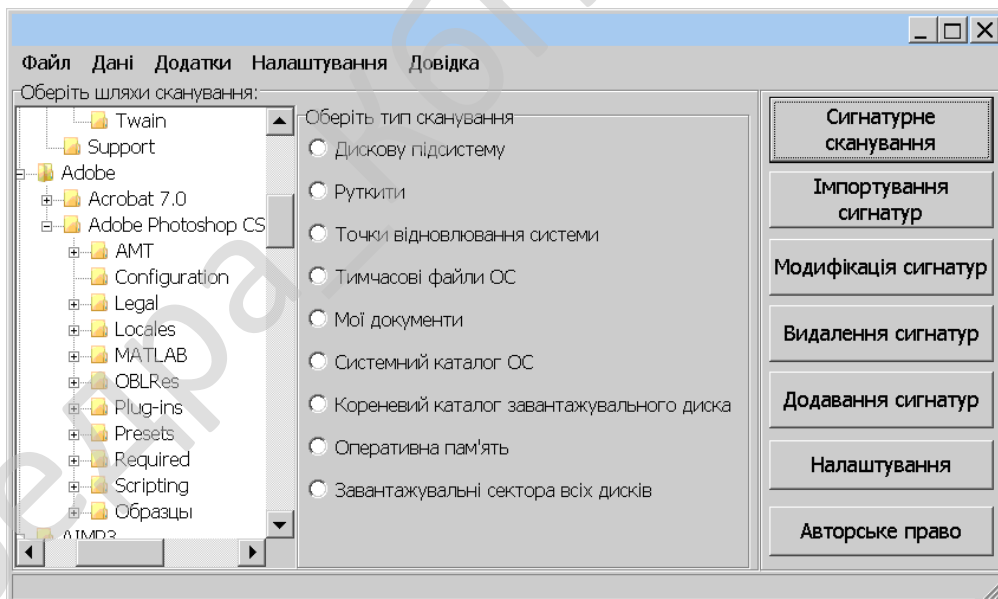 Файл Дані Додатки Налаштування Довідка
Оберіть шляхи сканування:
Twain
Support
Adobe
Acrobat 7.0
Adobe Photoshop CS
AMT
Configuration
Legal
Locales
MATLAB
OBLRes
Plug-ins
Presets
Required
Scripting
Образцы
AIMP3
Оберіть тип сканування
Дискову підсистему
Руткити
Точки відновлювання системи
Тимчасові файли ОС
Мої документи
Системний каталог ОС
Кореневий каталог завантажувального диска
Оперативна пам'ять
Завантажувальні сектора всіх дисків
Сигнатурне
сканування
Імпортування
сигнатур
Модифікація сигнатур
Видалення сигнатур
Додавання сигнатур
Налаштування
Авторське право